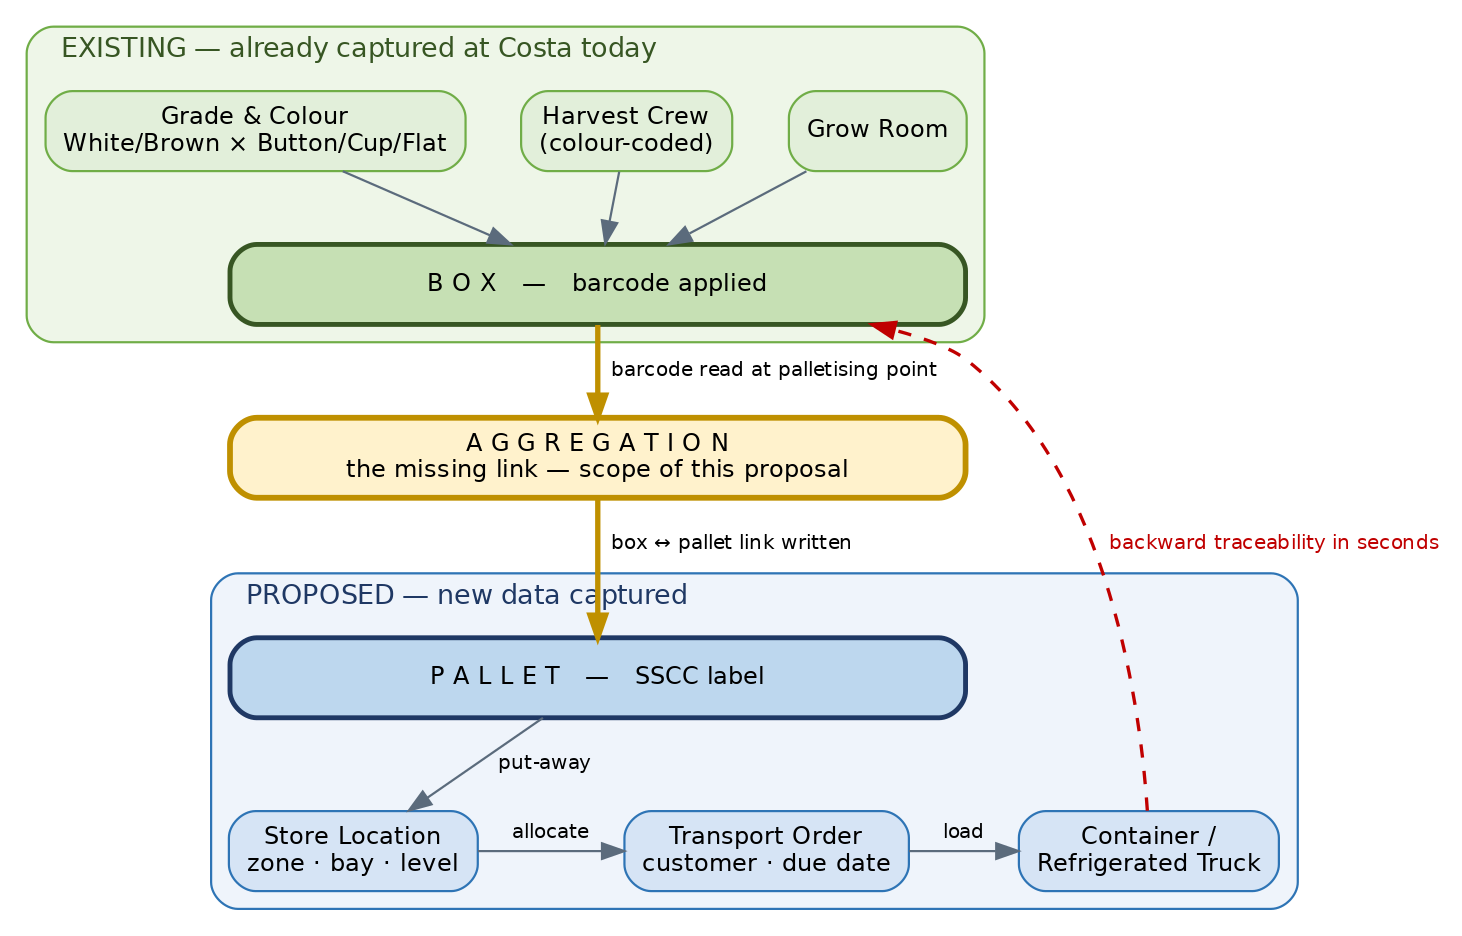 EXISTING — already captured at Costa today
Grade & Colour
White/Brown × Button/Cup/Flat
Harvest Crew
(colour-coded)
Grow Room
B O X — barcode applied
barcode read at palletising point
A G G R E G A T I O N
the missing link — scope of this proposal
box ↔ pallet link written
backward traceability in seconds
PROPOSED — new data captured
P A L L E T — SSCC label
put-away
Store Location
zone · bay · level
allocate
Transport Order
customer · due date
load
Container /
Refrigerated Truck